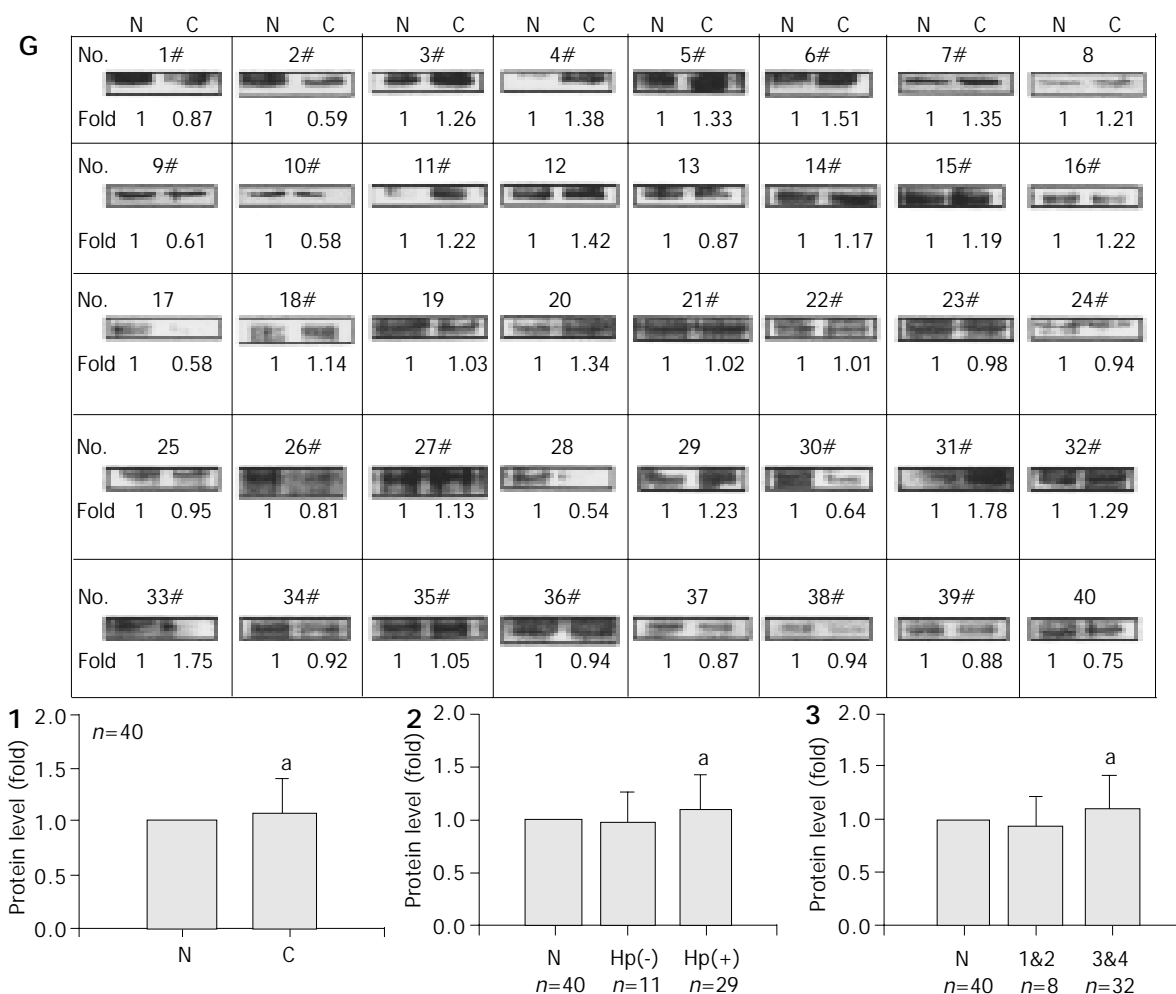 G
N C N C N C N C N C N C N C N C
No. 1# 2# 3# 4# 5# 6# 7# 8
Fold 1 0.87 1 0.59 1 1.26 1 1.38 1 1.33 1 1.51 1 1.35 1 1.21
No. 9# 10# 11# 12 13 14# 15# 16#
Fold 1 0.61 1 0.58 1 1.22 1 1.42 1 0.87 1 1.17 1 1.19 1 1.22
No. 17 18# 19 20 21# 22# 23# 24#
Fold 1 0.58 1 1.14 1 1.03 1 1.34 1 1.02 1 1.01 1 0.98 1 0.94
No. 25 26# 27# 28 29 30# 31# 32#
Fold 1 0.95 1 0.81 1 1.13 1 0.54 1 1.23 1 0.64 1 1.78 1 1.29
No. 33# 34# 35# 36# 37 38# 39# 40
Fold 1 1.75 1 0.92 1 1.05 1 0.94 1 0.87 1 0.94 1 0.88 1 0.75
1
Protein level (fold)
2.0
1.5
1.0
0.5
0.0
n=40
a
N C
2
Protein level (fold)
2.0
1.5
1.0
0.5
0.0
a
N Hp(-) Hp(+)
n=40 n=11 n=29
3
Protein level (fold)
2.0
1.5
1.0
0.5
0.0
a
N 1&2 3&4
n=40 n=8 n=32